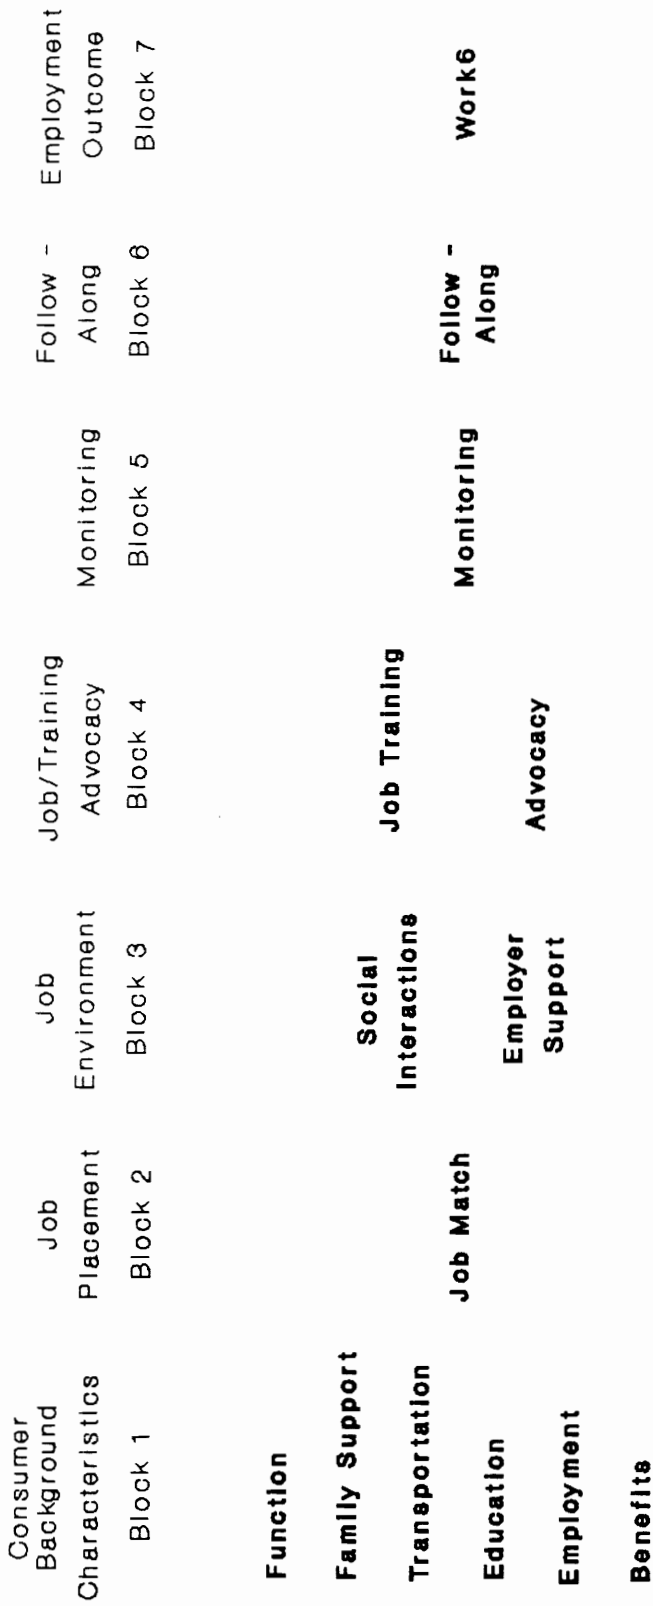 Consumer
Background
Characteristics
Block 1
Job
Placement
Block 2
Job
Environment
Block 3
Job/Training
Advocacy
Block 4
Monitoring
Block 5
Follow -
Along
Block 6
Employment
Outcome
Block 7
Function
Family Support
Transportation
Education
Employment
Benefits
Job Match
Social
Interactions
Employer
Support
Job Training
Advocacy
Monitoring
Follow -
Along
Work6